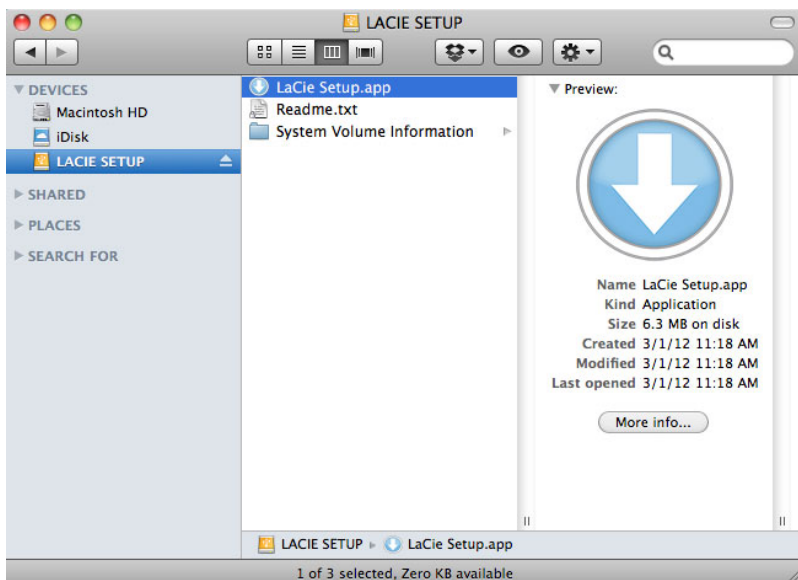 LACIE SETUP
DEVICES
Macintosh HD
iDisk
LACIE SETUP
SHARED
PLACES
SEARCH FOR
LaCie Setup.app
Readme.txt
System Volume Information
Preview:
Name LaCie Setup.app
Kind Application
Size 6.3 MB on disk
Created 3/1/12 11:18 AM
Modified 3/1/12 11:18 AM
Last opened 3/1/12 11:18 AM
More info...
LACIE SETUP LaCie Setup.app
1 of 3 selected, Zero KB available